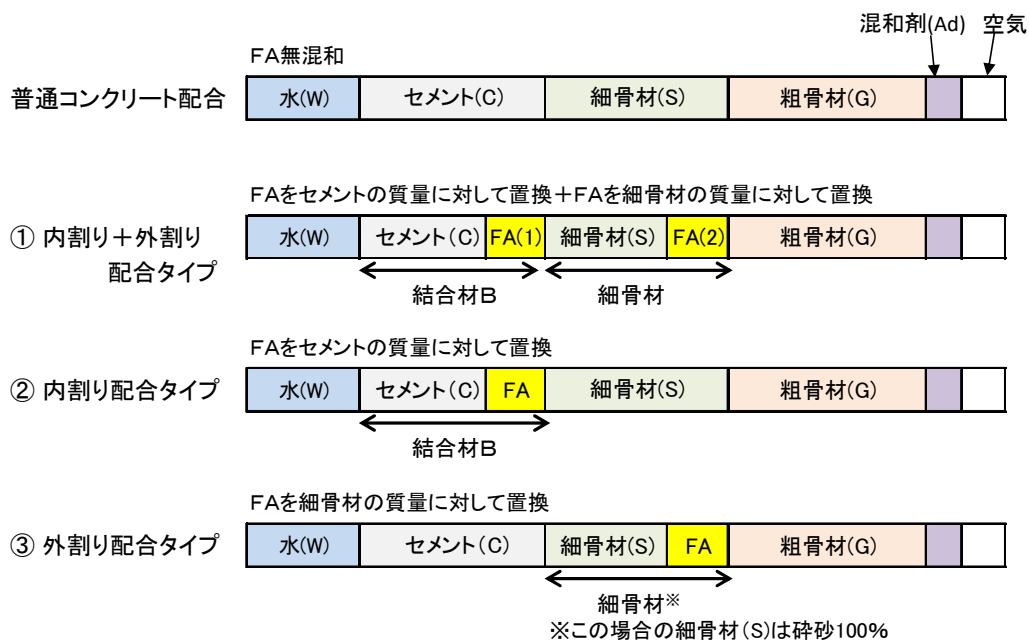 混和剤(Ad) 空気
FA無混和
普通コンクリート配合 水(W) セメント(C) 細骨材(S) 粗骨材(G)
FAをセメントの質量に対して置換＋FAを細骨材の質量に対して置換
① 内割り＋外割り 水(W) セメント(C) FA(1) 細骨材(S) FA(2) 粗骨材(G)
配合タイプ
結合材B 細骨材
FAをセメントの質量に対して置換
② 内割り配合タイプ 水(W) セメント(C) FA 細骨材(S) 粗骨材(G)
結合材B
FAを細骨材の質量に対して置換
③ 外割り配合タイプ 水(W) セメント(C) 細骨材(S) FA 粗骨材(G)
細骨材※
※この場合の細骨材(S)は砕砂100%